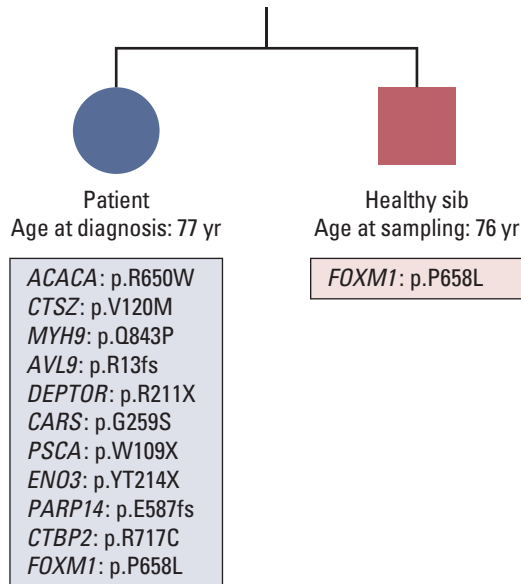 Patient
Age at diagnosis: 77 yr
Healthy sib
Age at sampling: 76 yr
ACACA: p.R650W
CTSZ: p.V120M
MYH9: p.Q843P
AVL9: p.R13fs
DEPTOR: p.R211X
CARS: p.G259S
PSCA: p.W109X
ENO3: p.YT214X
PARP14: p.E587fs
CTBP2: p.R717C
FOXM1: p.P658L
FOXM1: p.P658L